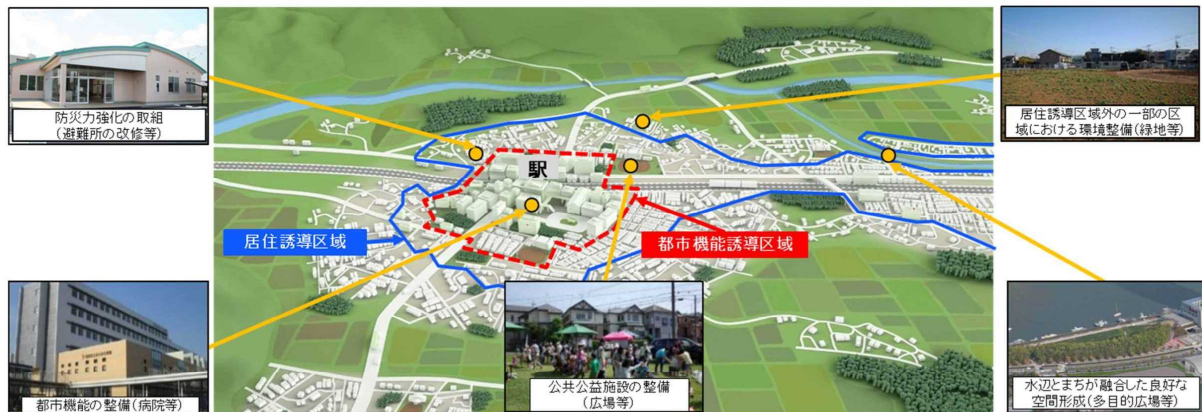 防災力強化の取組
(避難所の改修等)
居住誘導区域外の一部の区
域における環境整備(緑地等)
駅
居住誘導区域
都市機能誘導区域
都市機能の整備(病院等)
公共公益施設の整備
(広場等)
水辺とまちが融合した良好な
空間形成(多目的広場等)